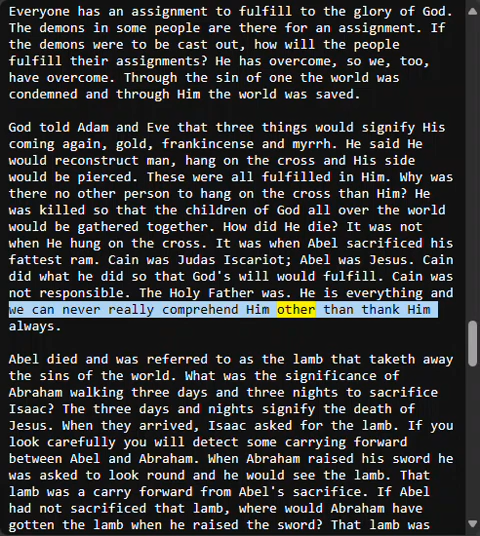 Everyone has an assignment to fulfill to the glory of God.
The demons in some people are there for an assignment. If
the demons were to be cast out, how will the people
fulfill their assignments? He has overcome, so we, too,
have overcome. Through the sin of one the world was
condemned and through Him the world was saved.
God told Adam and Eve that three things would signify His
coming again, gold, frankincense and myrrh. He said He
would reconstruct man, hang on the cross and His side
would be pierced. These were all fulfilled in Him. Why was
there no other person to hang on the cross than Him? He
was killed so that the children of God all over the world
would be gathered together. How did He die? It was not
when He hung on the cross. It was when Abel sacrificed his
fattest ram. Cain was Judas Iscariot; Abel was Jesus. Cain
did what he did so that God's will would fulfill. Cain was
not responsible. The Holy Father was. He is everything and
we can never really comprehend Him other than thank Him
always.
Abel died and was referred to as the lamb that taketh away
the sins of the world. What was the significance of
Abraham walking three days and three nights to sacrifice
Isaac? The three days and nights signify the death of
Jesus. When they arrived, Isaac asked for the lamb. If you
look carefully you will detect some carrying forward
between Abel and Abraham. When Abraham raised his sword he
was asked to look round and he would see the lamb. That
lamb was a carry forward from Abel's sacrifice. If Abel
had not sacrificed that lamb, where would Abraham have
gotten the lamb when he raised the sword? That lamb was